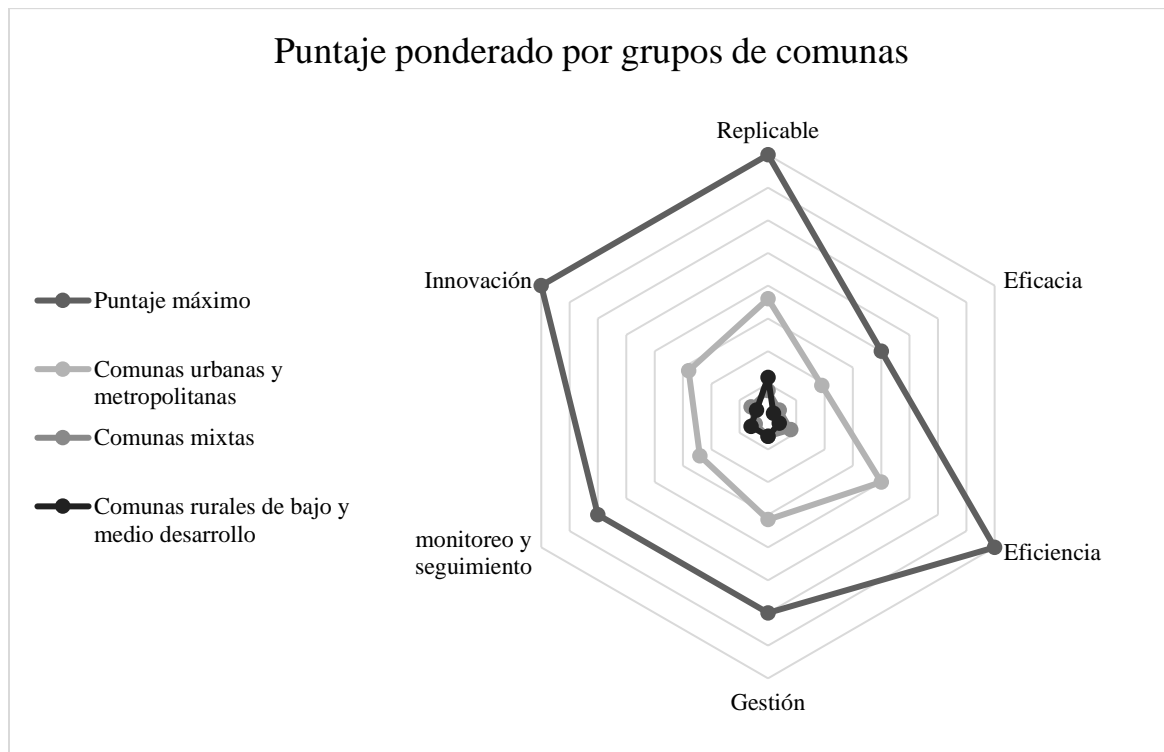 Puntaje ponderado por grupos de comunas
Replicable
Eficacia
Eficiencia
Gestión
monitoreo y
seguimiento
Innovación
Puntaje máximo
Comunas urbanas y
metropolitanas
Comunas mixtas
Comunas rurales de bajo y
medio desarrollo